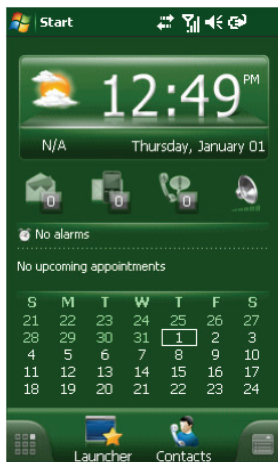 Start
12:49 PM
N/A Thursday, January 01
0 0 0
No alarms
No upcoming appointments
S M T W T F S
21 22 23 24 25 26 27
28 29 30 31 1 2 3
4 5 6 7 8 9 10
11 12 13 14 15 16 17
18 19 20 21 22 23 24
Launcher Contacts